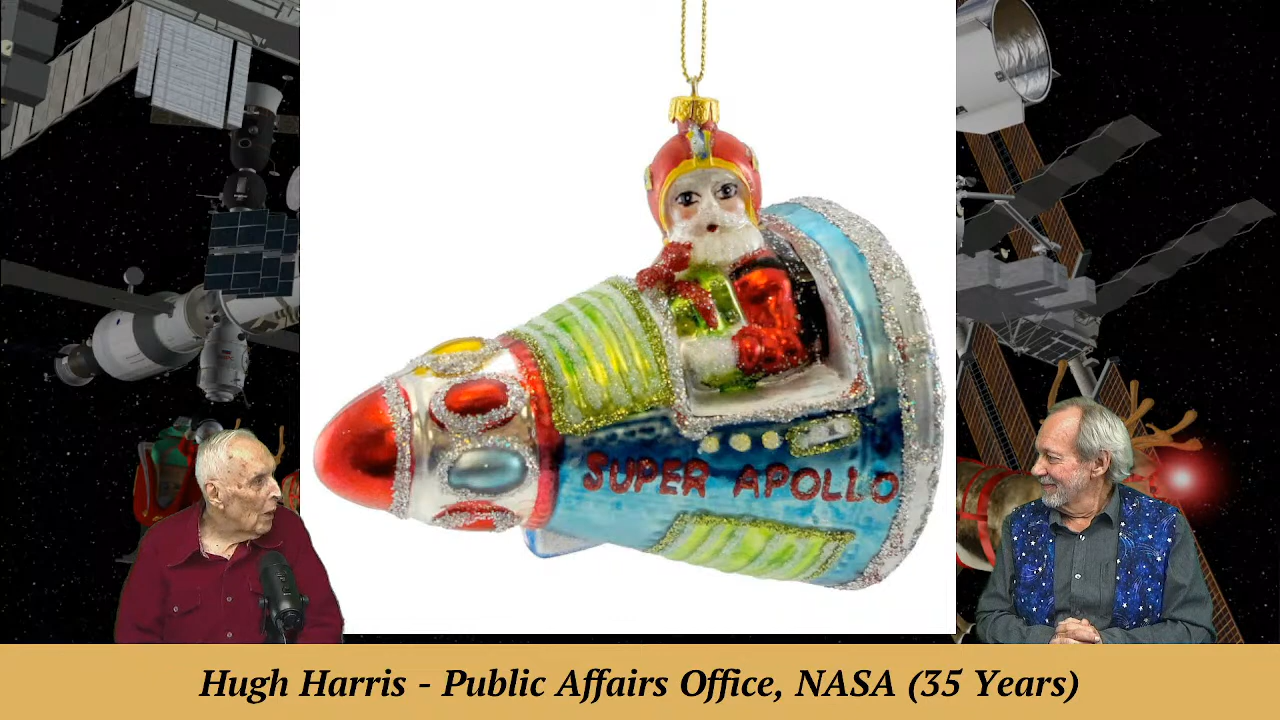 SUPER APOLLO
Hugh Harris - Public Affairs Office, NASA (35 Years)